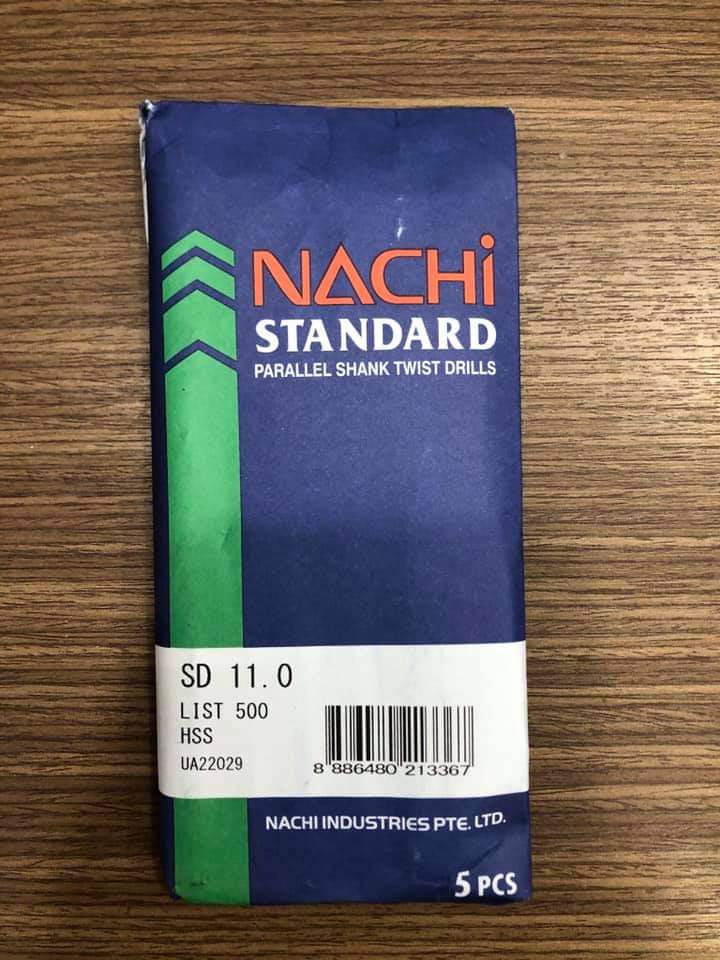 NACHi
STANDARD
PARALLEL SHANK TWIST DRILLS
SD 11.0
LIST 500
HSS
UA22029
8 886480 213367
NACHI INDUSTRIES PTE. LTD.
5 PCS